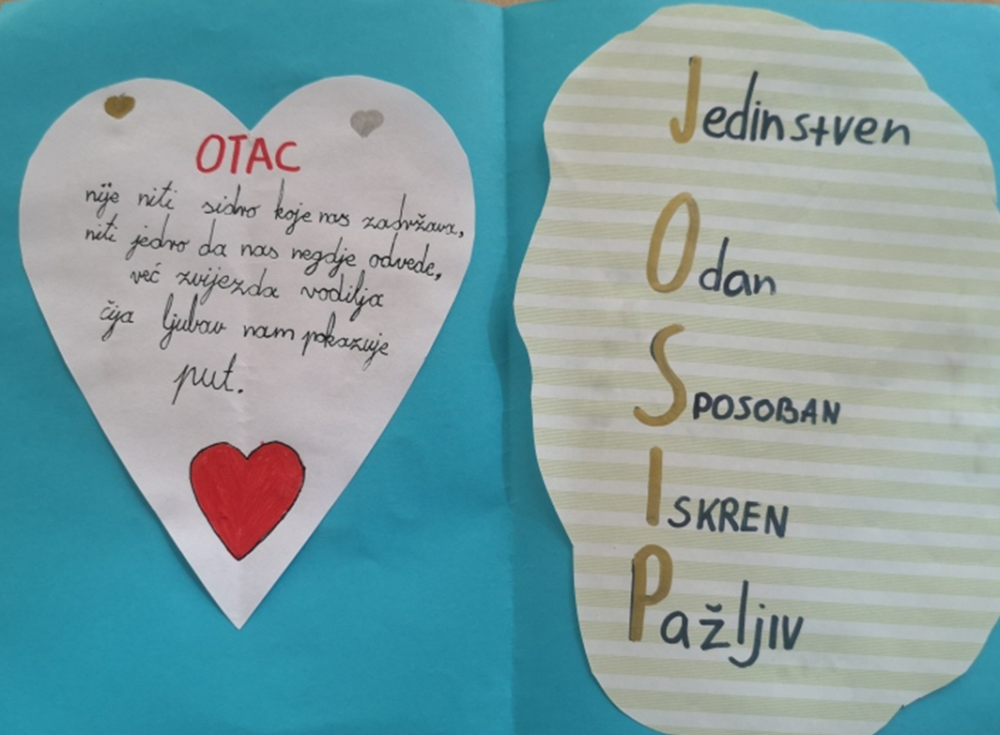 OTAC
nije niti sidro koje nas zadržava,
niti jedro da nas negdje odvede,
već zvijezda vodilja
čija ljubav nam pokazuje
put.
Jedinstven
Odan
SPOSOBAN
ISKREN
Pažljiv